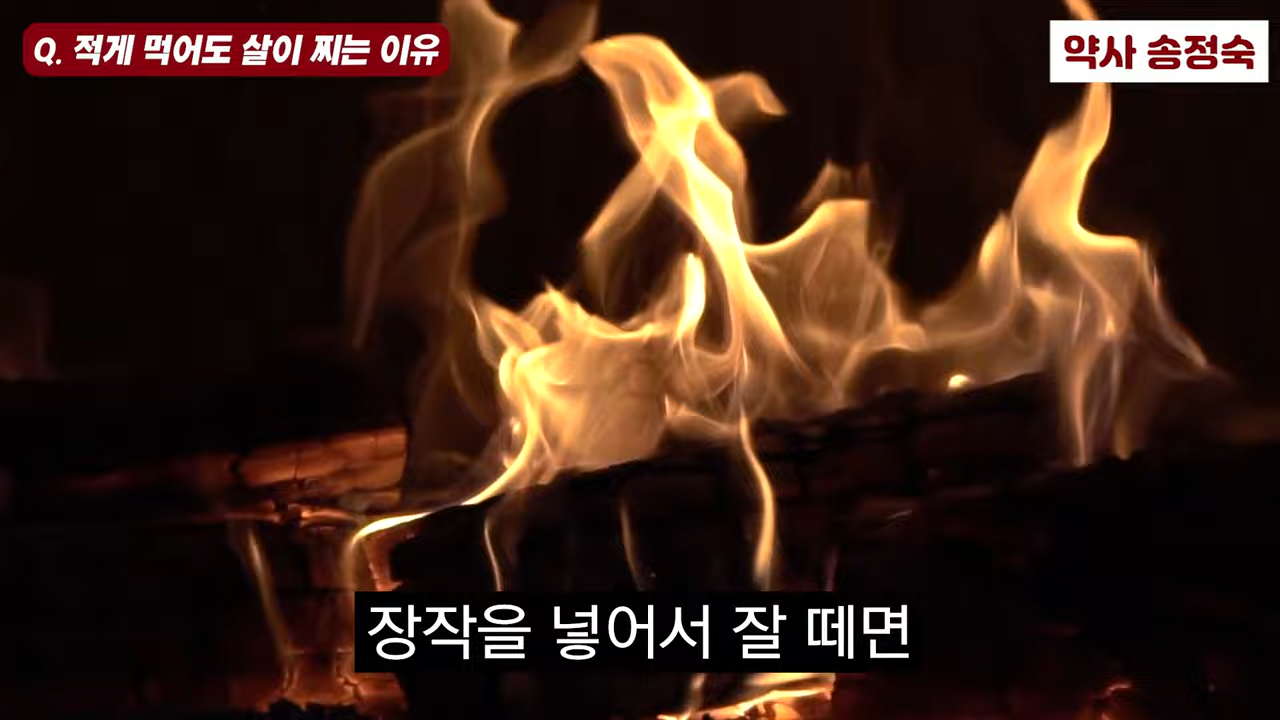 Q. 적게 먹어도 살이 찌는 이유
약사 송정숙
장작을 넣어서 잘 떼면